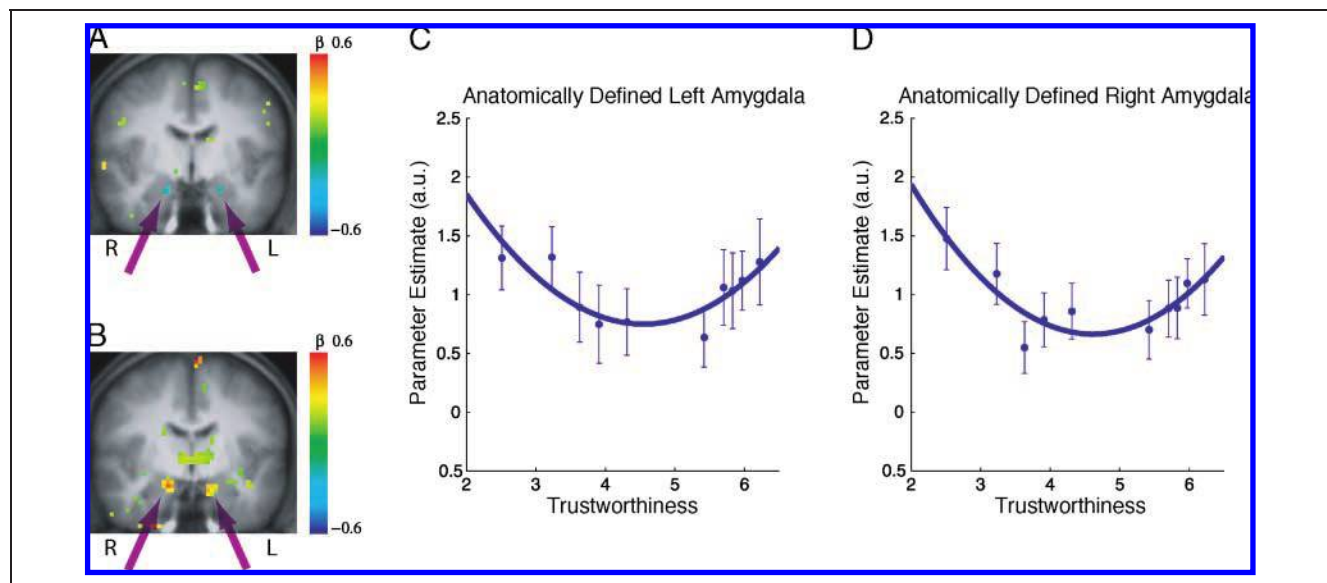 A
β 0.6
−0.6
R
L
B
β 0.6
−0.6
R
L
C
Anatomically Defined Left Amygdala
2.5
2
1.5
1
0.5
0
0.5
Parameter Estimate (a.u.)
2 3 4 5 6
Trustworthiness
D
Anatomically Defined Right Amygdala
2.5
2
1.5
1
0.5
0
0.5
Parameter Estimate (a.u.)
2 3 4 5 6
Trustworthiness